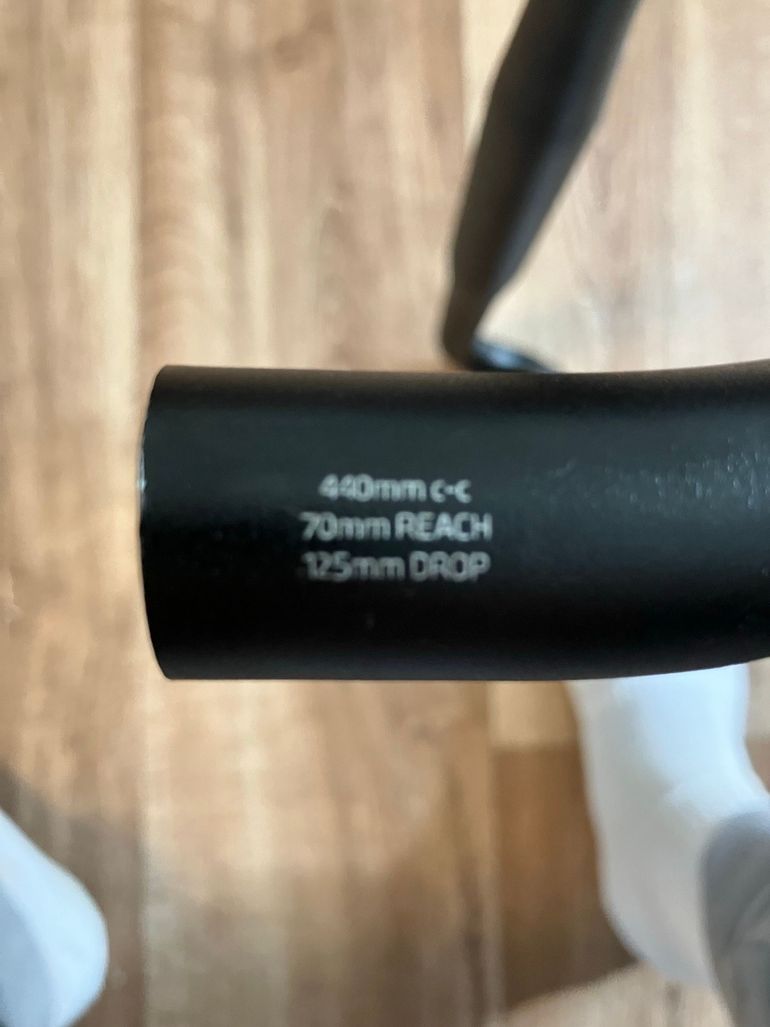 440mm c-c
70mm REACH
125mm DROP